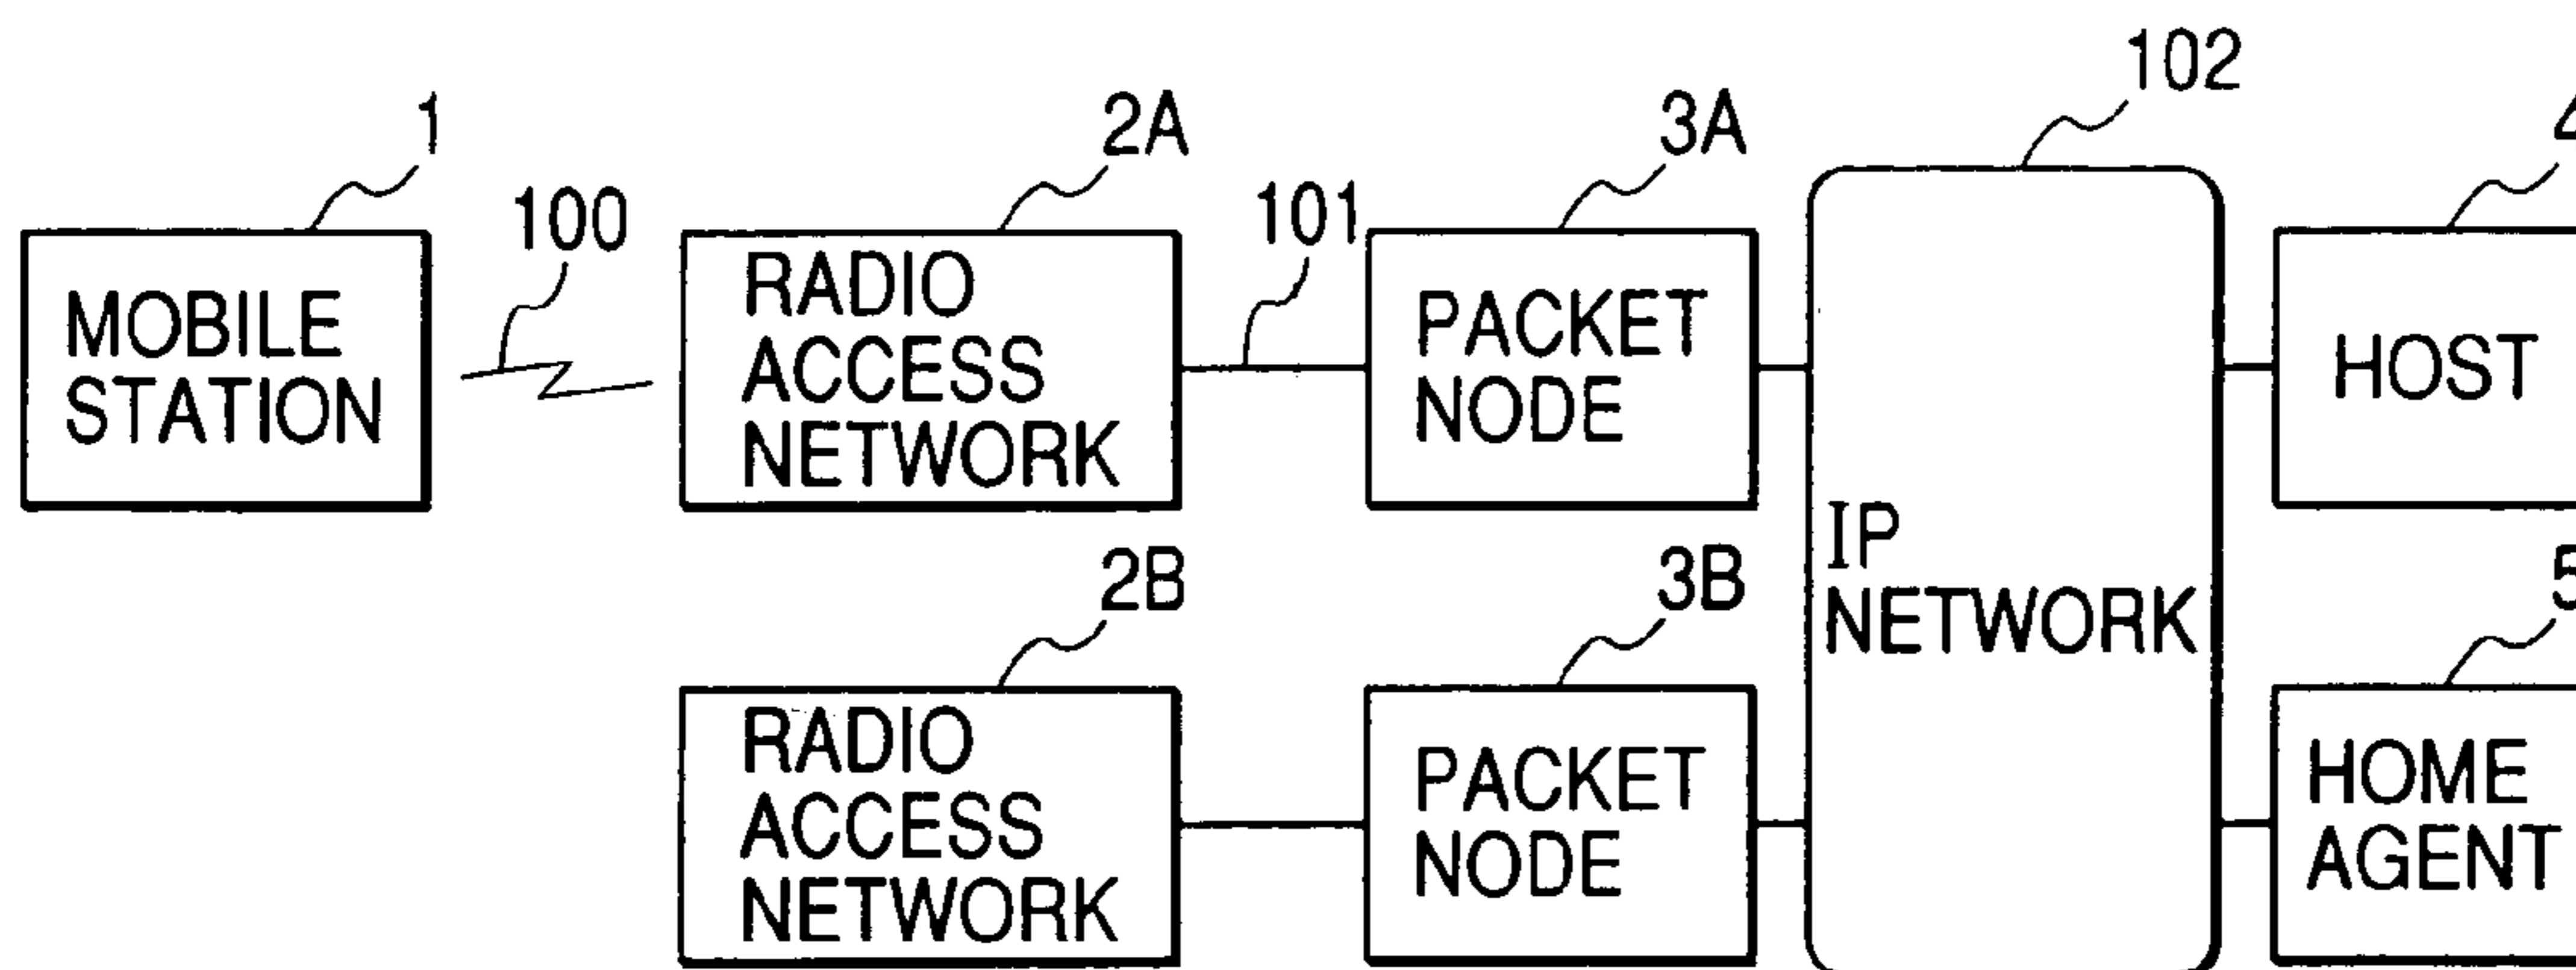 102
1
2A
3A
4
100
101
MOBILE
STATION
RADIO
ACCESS
NETWORK
PACKET
NODE
IP
NETWORK
HOST
2B
3B
5
RADIO
ACCESS
NETWORK
PACKET
NODE
HOME
AGENT